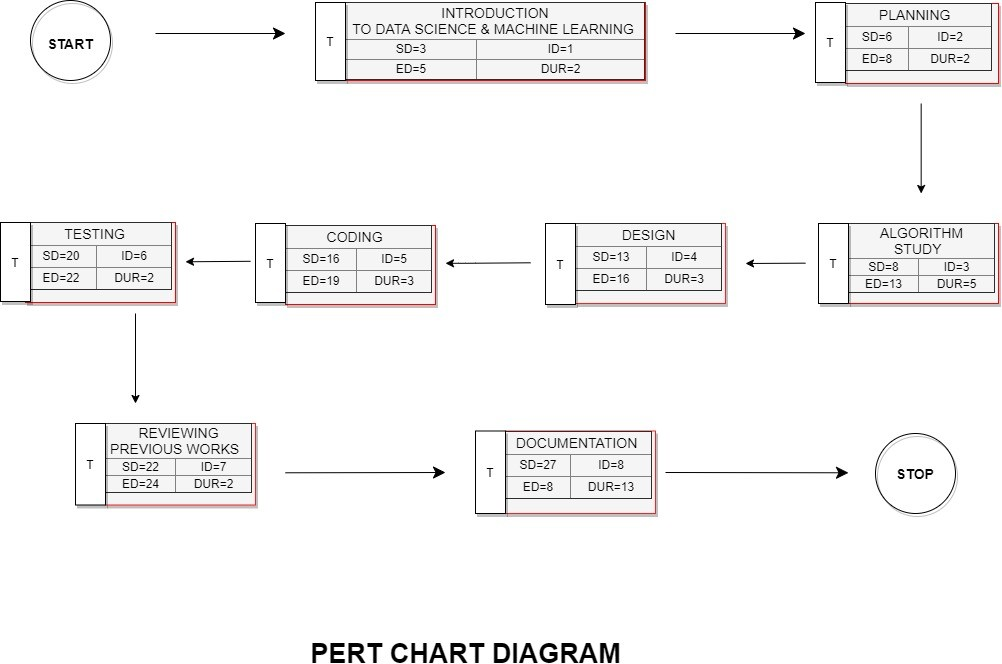 START
T
INTRODUCTION
TO DATA SCIENCE & MACHINE LEARNING
SD=3 ID=1
ED=5 DUR=2
T
PLANNING
SD=6 ID=2
ED=8 DUR=2
T
TESTING
SD=20 ID=6
ED=22 DUR=2
T
CODING
SD=16 ID=5
ED=19 DUR=3
T
DESIGN
SD=13 ID=4
ED=16 DUR=3
T
ALGORITHM
STUDY
SD=8 ID=3
ED=13 DUR=5
T
REVIEWING
PREVIOUS WORKS
SD=22 ID=7
ED=24 DUR=2
T
DOCUMENTATION
SD=27 ID=8
ED=8 DUR=13
STOP
PERT CHART DIAGRAM